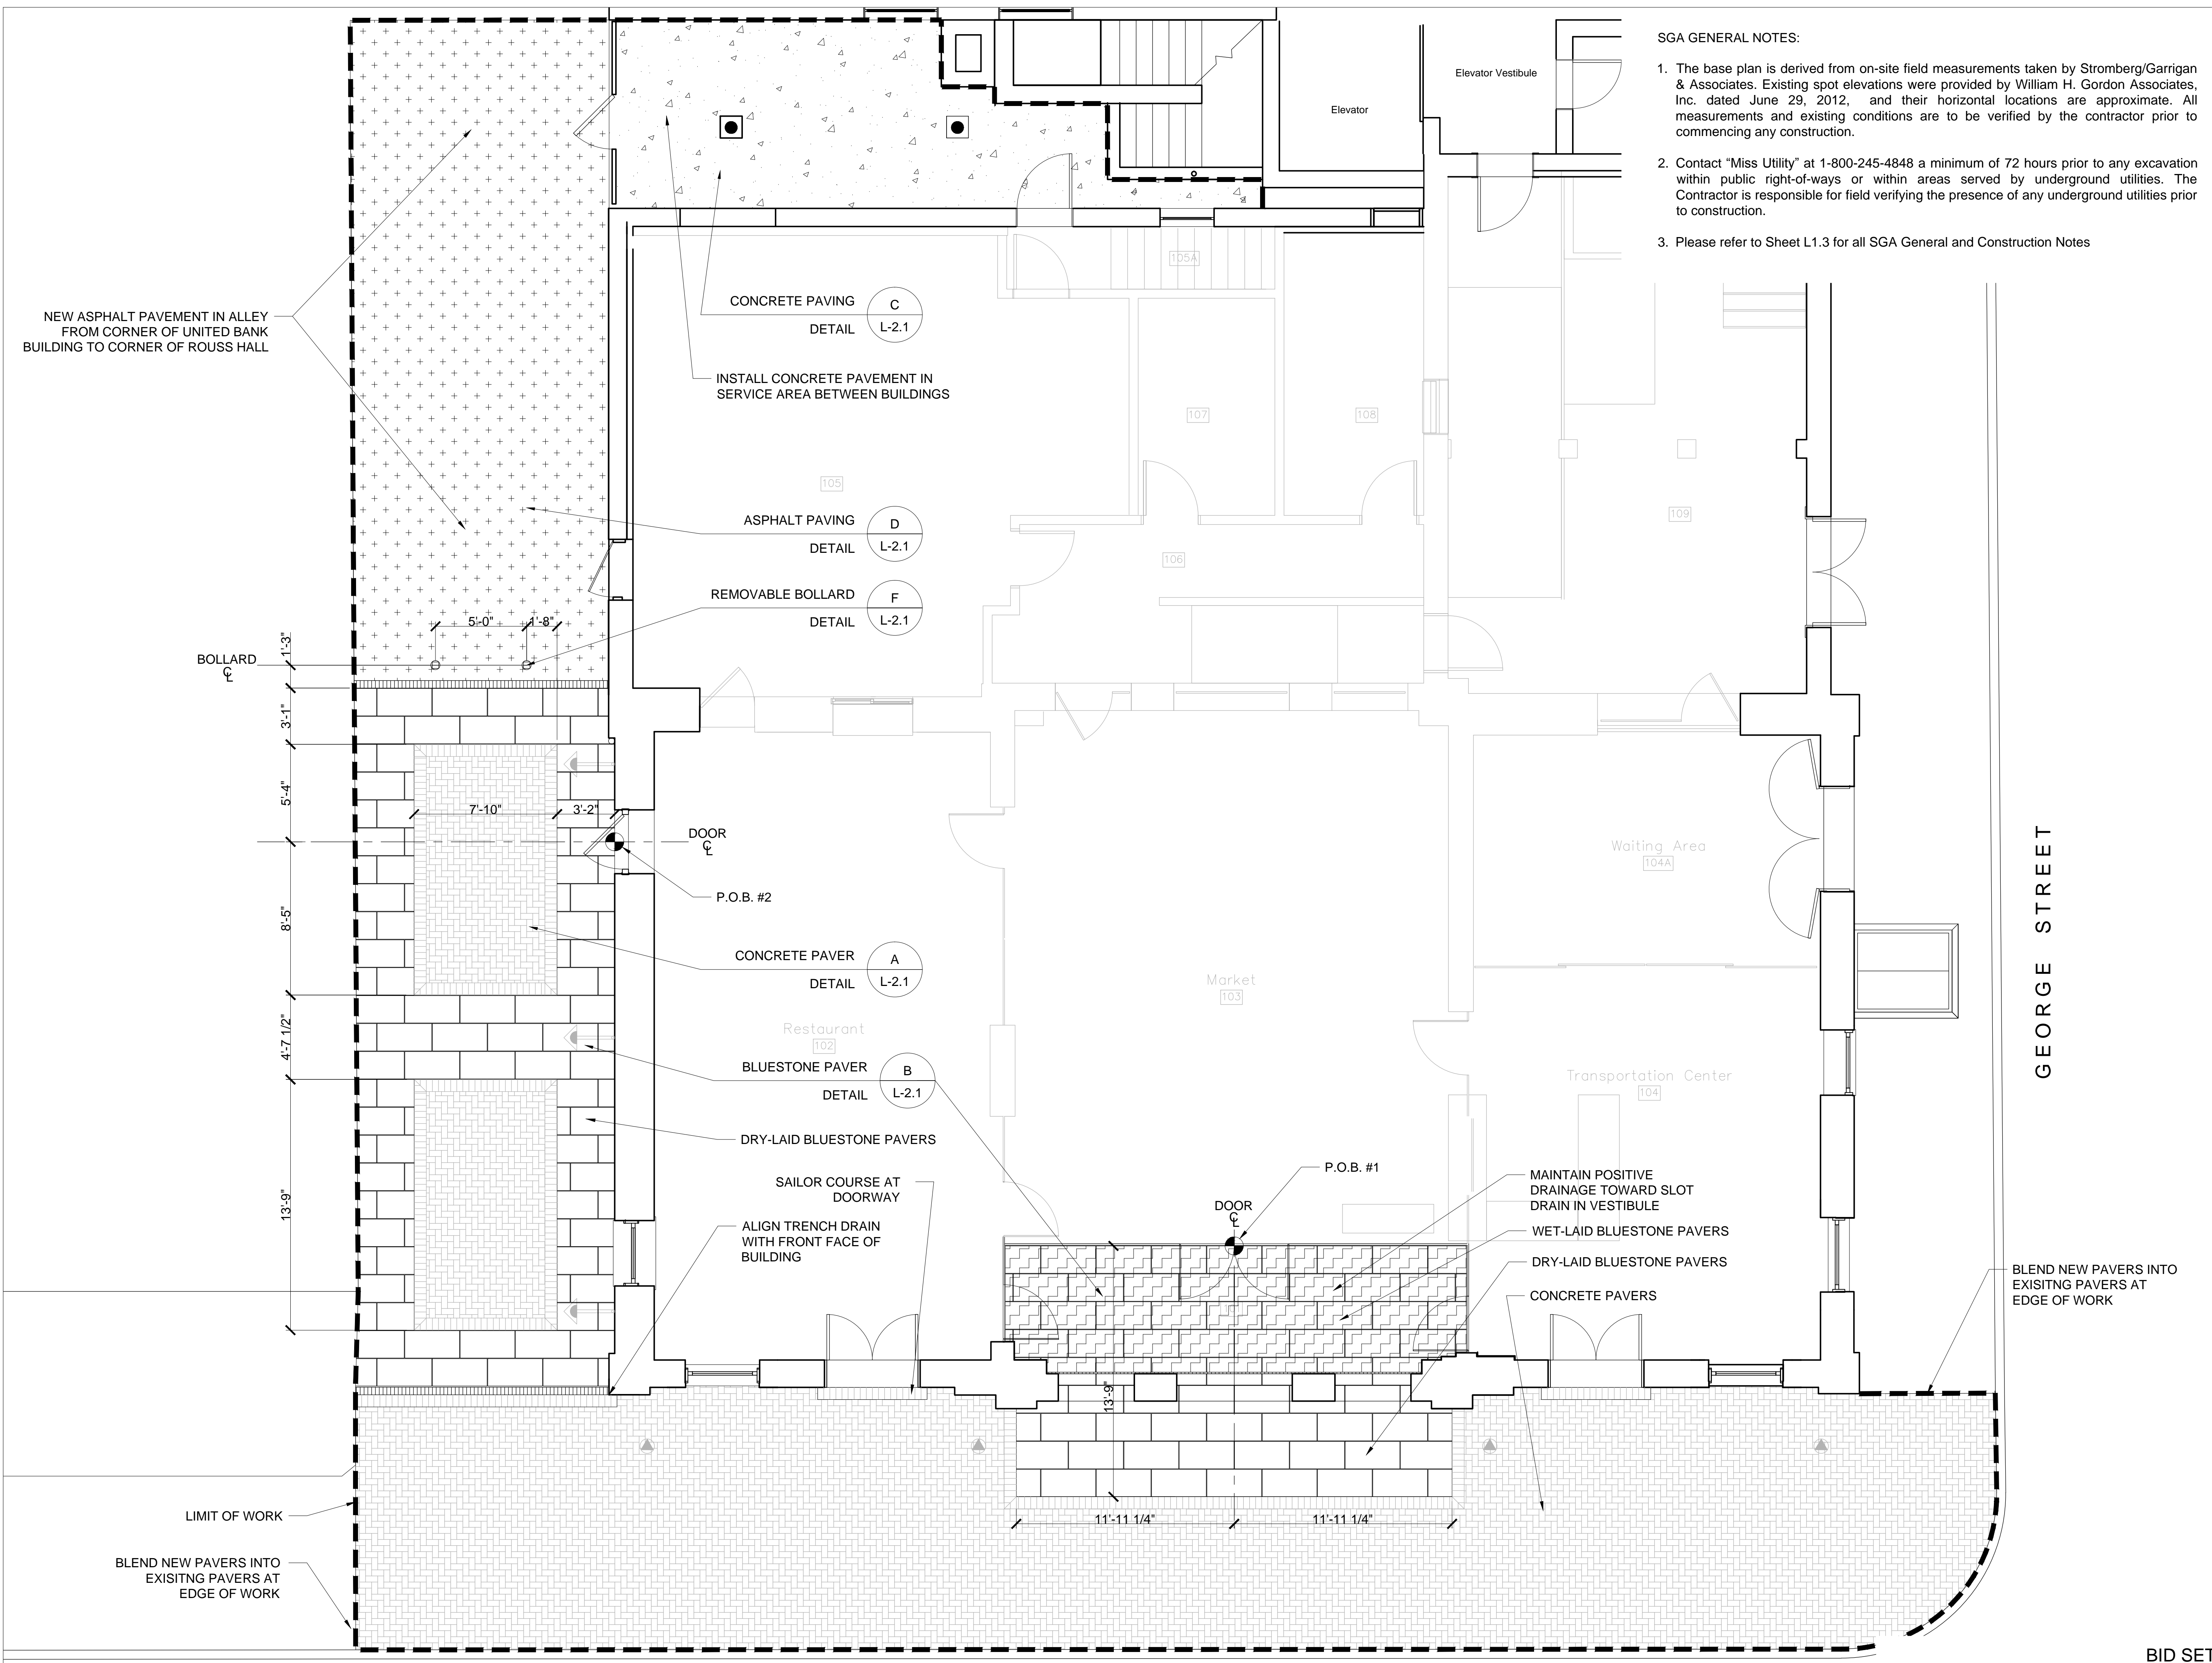 SGA GENERAL NOTES:
1. The base plan is derived from on-site field measurements taken by Stromberg/Garrigan
& Associates. Existing spot elevations were provided by William H. Gordon Associates,
Inc. dated June 29, 2012, and their horizontal locations are approximate. All
measurements and existing conditions are to be verified by the contractor prior to
commencing any construction.
2. Contact “Miss Utility” at 1-800-245-4848 a minimum of 72 hours prior to any excavation
within public right-of-ways or within areas served by underground utilities. The
Contractor is responsible for field verifying the presence of any underground utilities prior
to construction.
3. Please refer to Sheet L1.3 for all SGA General and Construction Notes
Elevator Vestibule
Elevator
105A
NEW ASPHALT PAVEMENT IN ALLEY
FROM CORNER OF UNITED BANK
BUILDING TO CORNER OF ROUSS HALL
CONCRETE PAVING
DETAIL
C
L-2.1
INSTALL CONCRETE PAVEMENT IN
SERVICE AREA BETWEEN BUILDINGS
107
108
105
109
ASPHALT PAVING
DETAIL
D
L-2.1
106
REMOVABLE BOLLARD
DETAIL
F
L-2.1
5'-0"
1'-8"
1'-3"
BOLLARD
CL
3'-1"
5'-4"
7'-10"
3'-2"
DOOR
CL
P.O.B. #2
8'-5"
Waiting Area
104A
GEORGE STREET
CONCRETE PAVER
DETAIL
A
L-2.1
Market
103
Restaurant
102
4'-7 1/2"
BLUESTONE PAVER
DETAIL
B
L-2.1
Transportation Center
104
DRY-LAID BLUESTONE PAVERS
13'-9"
SAILOR COURSE AT
DOORWAY
ALIGN TRENCH DRAIN
WITH FRONT FACE OF
BUILDING
P.O.B. #1
DOOR
CL
MAINTAIN POSITIVE
DRAINAGE TOWARD SLOT
DRAIN IN VESTIBULE
WET-LAID BLUESTONE PAVERS
DRY-LAID BLUESTONE PAVERS
CONCRETE PAVERS
BLEND NEW PAVERS INTO
EXISITNG PAVERS AT
EDGE OF WORK
13'-9"
11'-11 1/4"
11'-11 1/4"
LIMIT OF WORK
BLEND NEW PAVERS INTO
EXISITNG PAVERS AT
EDGE OF WORK
BID SET